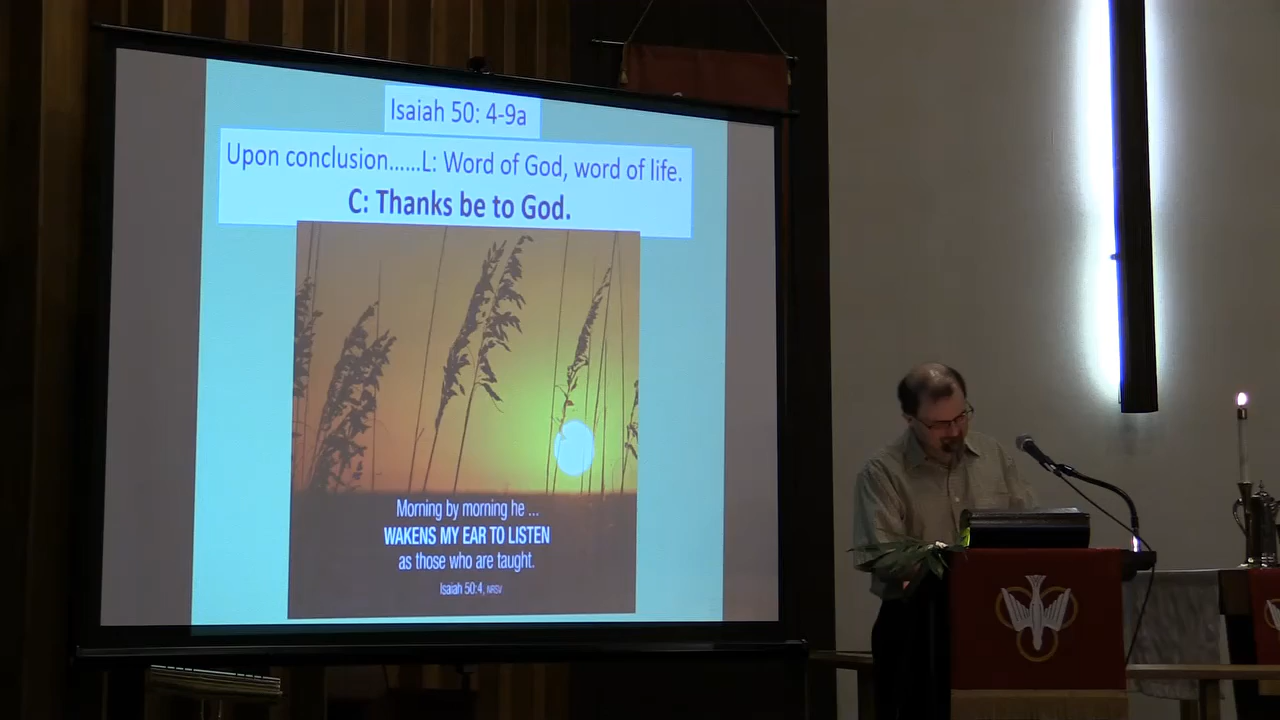 Isaiah 50: 4-9a
Upon conclusion......L: Word of God, word of life.
C: Thanks be to God.
Morning by morning he ...
WAKENS MY EAR TO LISTEN
as those who are taught.
Isaiah 50:4, NRSV